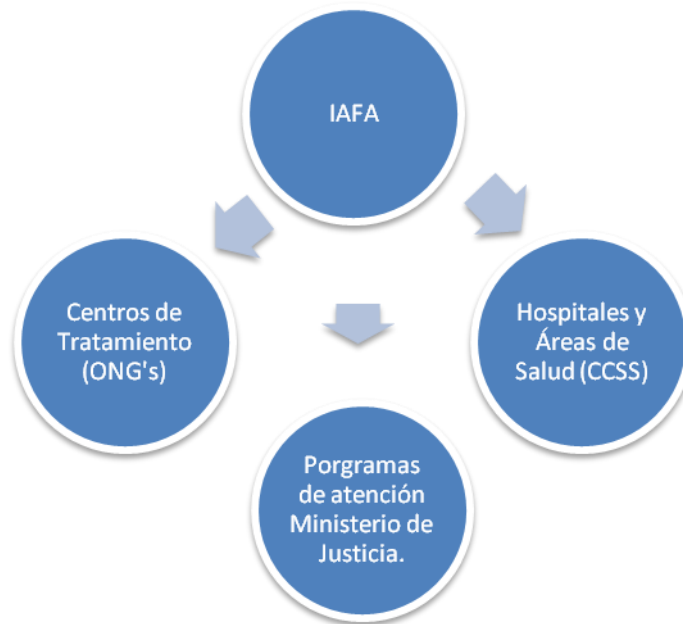 IAFA
Centros de
Tratamiento
(ONG's)
Hospitales y
Áreas de
Salud (CCSS)
Porgramas
de atención
Ministerio de
Justicia.